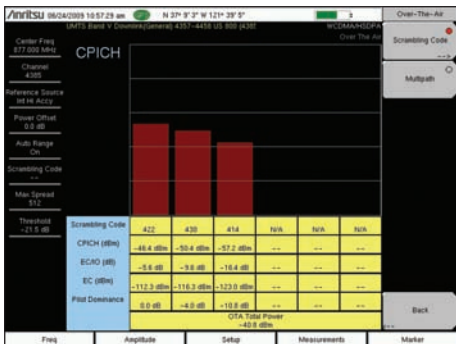 Anritsu 08/24/2009 10:57:29 am N 37° 9' 3" W 121° 39' 5" Over-The-Air
UMTS Band V Downlink(General) 4357-4458 US 800 (4385 WCDMA/HSDPA
Over The Air
Center Freq
877.000 MHz
Channel
4385
Reference Source
Int Hi Accy
Power Offset
0.0 dB
Auto Range
On
Scrambling Code
--
Max Spread
512
Threshold
-21.5 dB
CPICH
Scrambling Code 422 430 414 N/A N/A N/A
CPICH (dBm) -46.4 dBm -50.4 dBm -57.2 dBm -- -- --
EC/IO (dB) -5.6 dB -9.6 dB -16.4 dB -- -- --
EC (dBm) -112.3 dBm -116.3 dBm -123.0 dBm -- -- --
Pilot Dominance 0.0 dB -4.0 dB -10.8 dB -- -- --
OTA Total Power
-40.8 dBm
Scrambling Code
-->
Multipath
Back
<---
Freq Amplitude Setup Measurements Marker